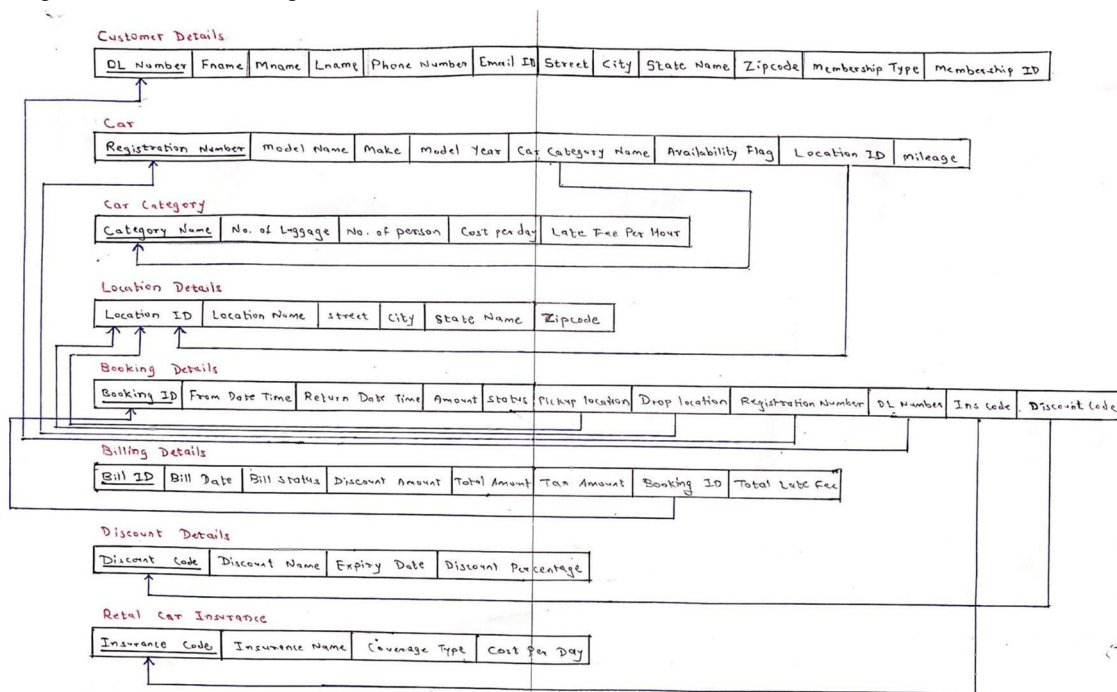 Customer Details
DL Number Fname Mname Lname Phone Number Email ID Street City State Name Zipcode Membership Type Membership ID
Car
Registration Number Model Name Make Model Year Car Category Name Availability Flag Location ID Mileage
Car Category
Category Name No. of Luggage No. of person Cost per day Late Fee Per Hour
Location Details
Location ID Location Name Street City State Name Zipcode
Booking Details
Booking ID From Date Time Return Date Time Amount Status Pickup location Drop location Registration Number DL Number Ins Code Discount Code
Billing Details
Bill ID Bill Date Bill Status Discount Amount Total Amount Tax Amount Booking ID Total Late Fee
Discount Details
Discount Code Discount Name Expiry Date Discount Percentage
Retal Car Insurance
Insurance Code Insurance Name Coverage Type Cost Per Day